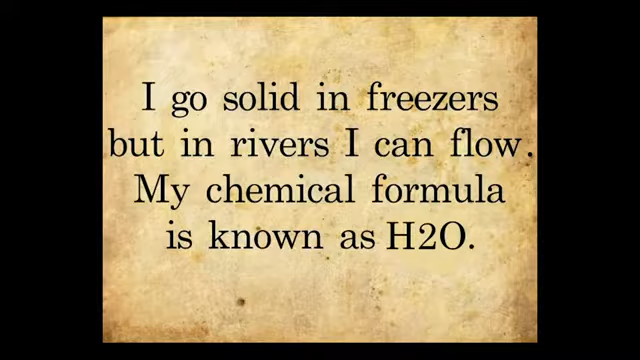 I go solid in freezers
but in rivers I can flow.
My chemical formula
is known as H2O.